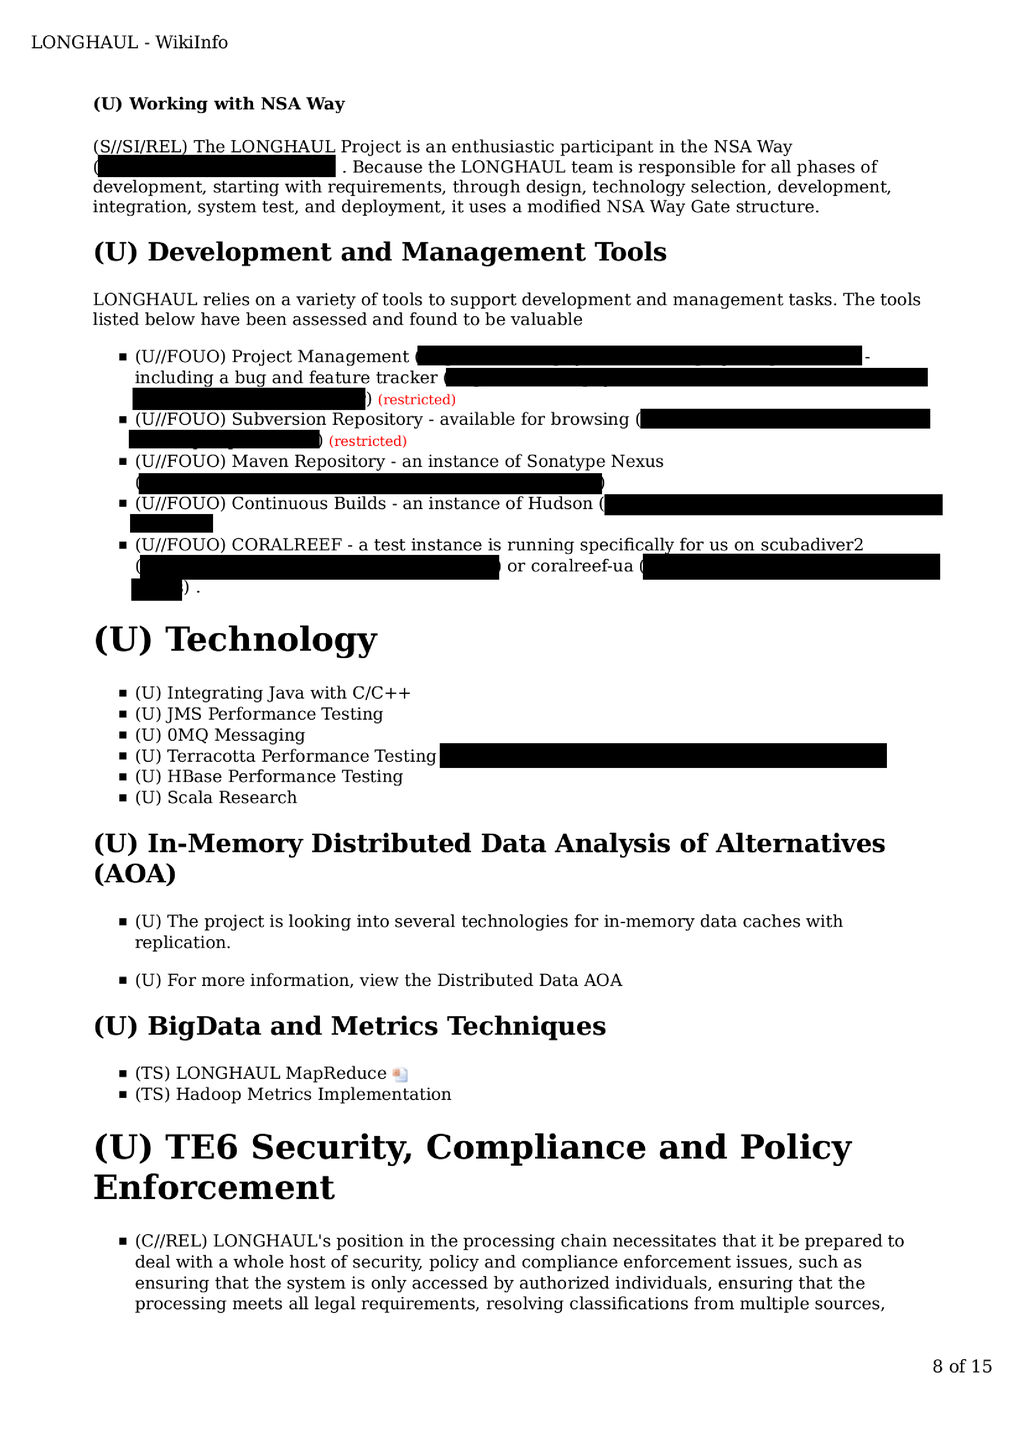 LONGHAUL - WikiInfo
(U) Working with NSA Way
(S//SI/REL) The LONGHAUL Project is an enthusiastic participant in the NSA Way
( . Because the LONGHAUL team is responsible for all phases of
development, starting with requirements, through design, technology selection, development,
integration, system test, and deployment, it uses a modified NSA Way Gate structure.
(U) Development and Management Tools
LONGHAUL relies on a variety of tools to support development and management tasks. The tools
listed below have been assessed and found to be valuable
(U//FOUO) Project Management ( -
including a bug and feature tracker (
) (restricted)
(U//FOUO) Subversion Repository - available for browsing (
) (restricted)
(U//FOUO) Maven Repository - an instance of Sonatype Nexus
( )
(U//FOUO) Continuous Builds - an instance of Hudson (
(U//FOUO) CORALREEF - a test instance is running specifically for us on scubadiver2
( ) or coralreef-ua (
) .
(U) Technology
(U) Integrating Java with C/C++
(U) JMS Performance Testing
(U) 0MQ Messaging
(U) Terracotta Performance Testing
(U) HBase Performance Testing
(U) Scala Research
(U) In-Memory Distributed Data Analysis of Alternatives
(AOA)
(U) The project is looking into several technologies for in-memory data caches with
replication.
(U) For more information, view the Distributed Data AOA
(U) BigData and Metrics Techniques
(TS) LONGHAUL MapReduce
(TS) Hadoop Metrics Implementation
(U) TE6 Security, Compliance and Policy
Enforcement
(C//REL) LONGHAUL's position in the processing chain necessitates that it be prepared to
deal with a whole host of security, policy and compliance enforcement issues, such as
ensuring that the system is only accessed by authorized individuals, ensuring that the
processing meets all legal requirements, resolving classifications from multiple sources,
8 of 15